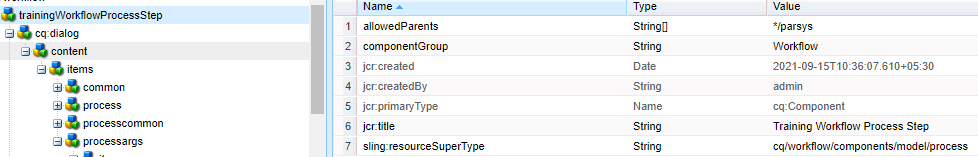 trainingWorkflowProcessStep
cq:dialog
content
items
common
process
processcommon
processargs
Name Type Value
1 allowedParents String[] */parsys
2 componentGroup String Workflow
3 jcr:created Date 2021-09-15T10:36:07.610+05:30
4 jcr:createdBy String admin
5 jcr:primaryType Name cq:Component
6 jcr:title String Training Workflow Process Step
7 sling:resourceSuperType String cq/workflow/components/model/process